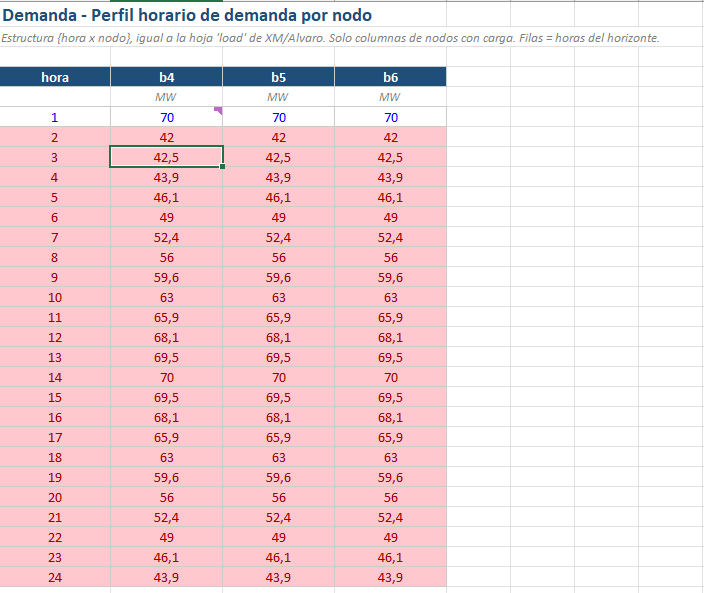 Demanda - Perfil horario de demanda por nodo
Estructura {hora x nodo}, igual a la hoja 'load' de XM/Alvaro. Solo columnas de nodos con carga. Filas = horas del horizonte.
hora b4 b5 b6
MW MW MW
1 70 70 70
2 42 42 42
3 42,5 42,5 42,5
4 43,9 43,9 43,9
5 46,1 46,1 46,1
6 49 49 49
7 52,4 52,4 52,4
8 56 56 56
9 59,6 59,6 59,6
10 63 63 63
11 65,9 65,9 65,9
12 68,1 68,1 68,1
13 69,5 69,5 69,5
14 70 70 70
15 69,5 69,5 69,5
16 68,1 68,1 68,1
17 65,9 65,9 65,9
18 63 63 63
19 59,6 59,6 59,6
20 56 56 56
21 52,4 52,4 52,4
22 49 49 49
23 46,1 46,1 46,1
24 43,9 43,9 43,9